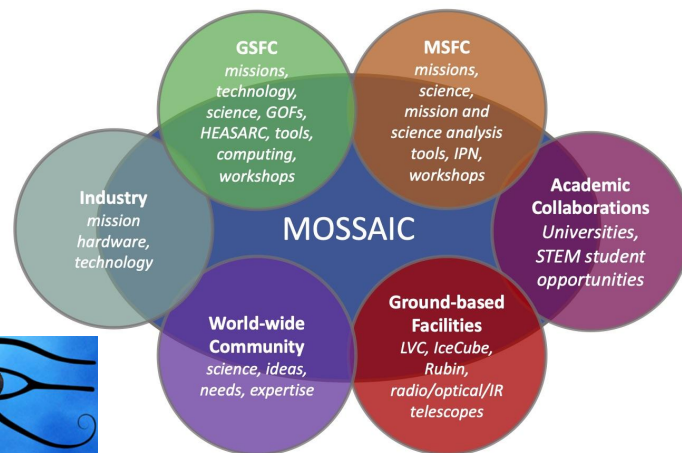 GSFC
missions,
technology,
science, GOFs,
HEASARC, tools,
computing,
workshops
MSFC
missions,
science,
mission and
science analysis
tools, IPN,
workshops
Industry
mission
hardware,
technology
MOSSAIC
Academic
Collaborations
Universities,
STEM student
opportunities
World-wide
Community
science, ideas,
needs, expertise
Ground-based
Facilities
LVC, IceCube,
Rubin,
radio/optical/IR
telescopes